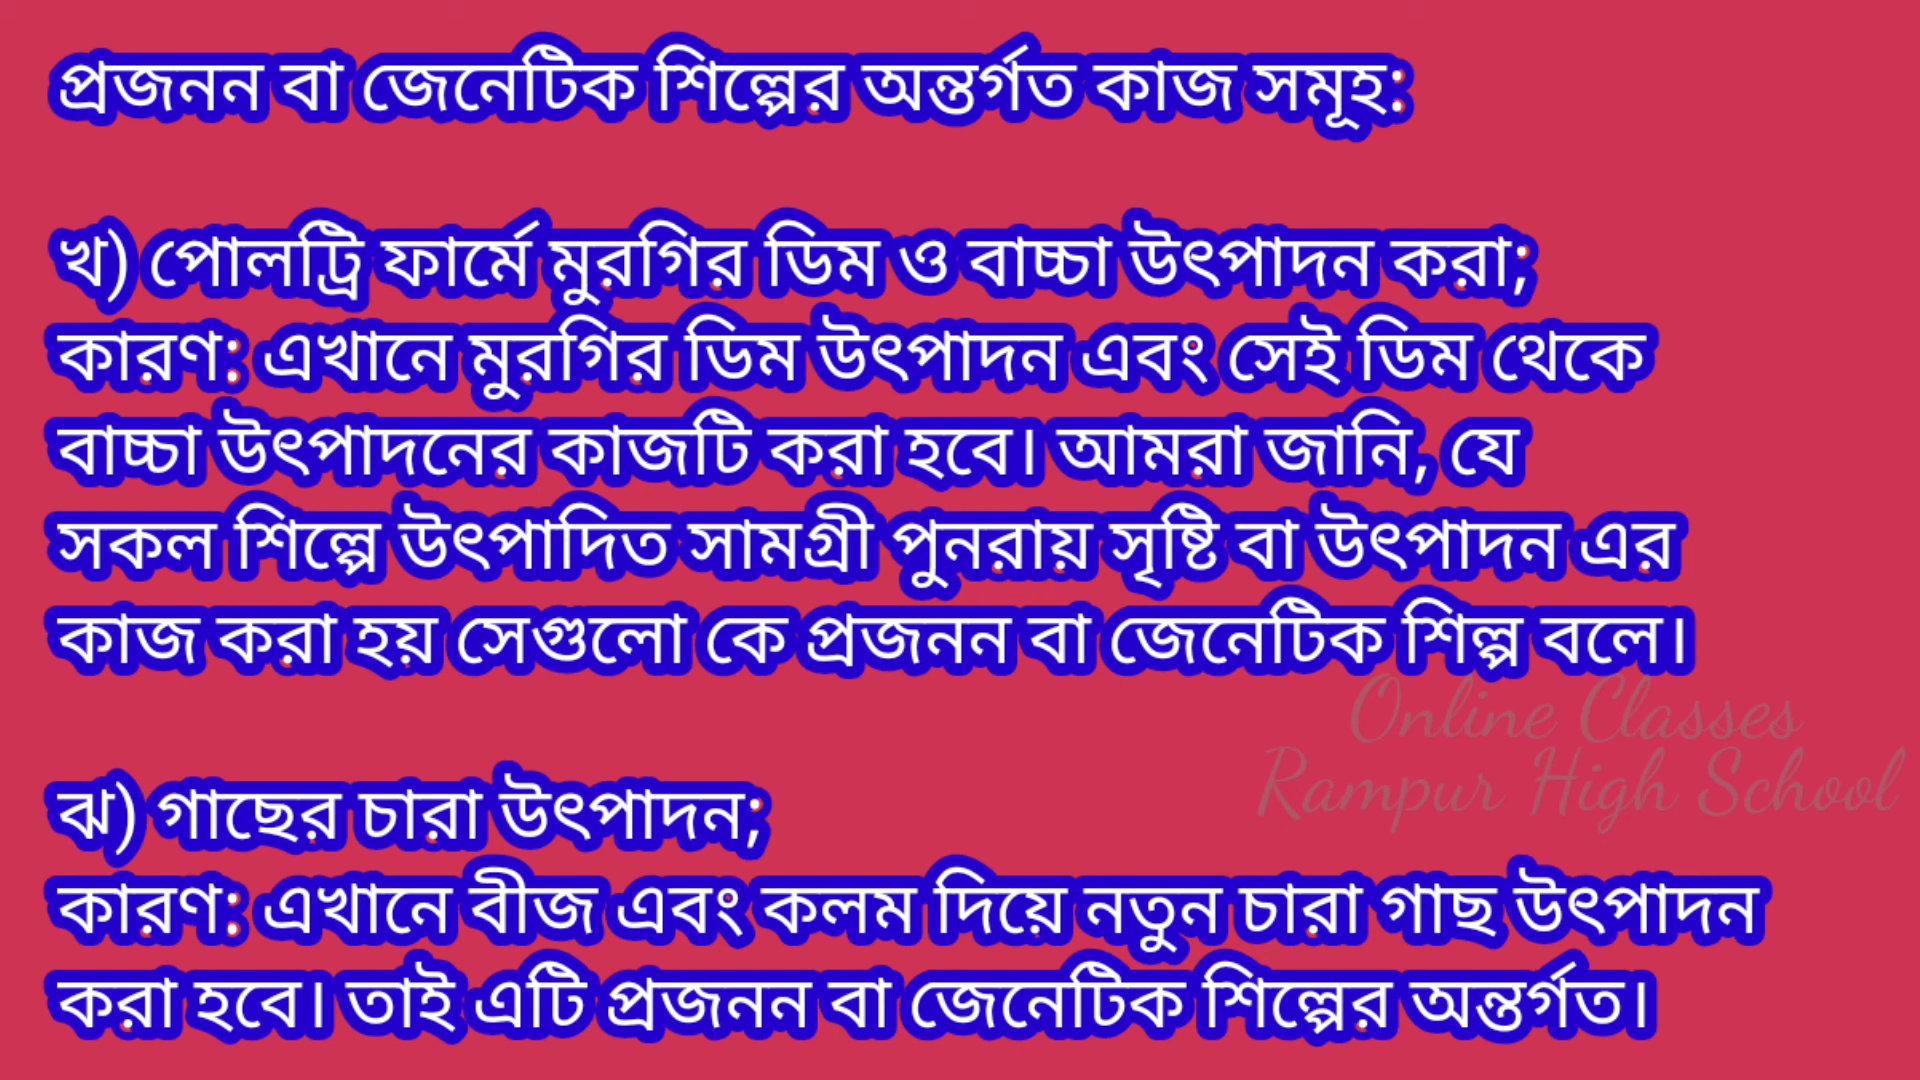 প্রজনন বা জেনেটিক শিল্পের অন্তর্গত কাজ সমূহ:
খ) পোলট্রি ফার্মে মুরগির ডিম ও বাচ্চা উৎপাদন করা;
কারণ: এখানে মুরগির ডিম উৎপাদন এবং সেই ডিম থেকে
বাচ্চা উৎপাদনের কাজটি করা হবে। আমরা জানি, যে
সকল শিল্পে উৎপাদিত সামগ্রী পুনরায় সৃষ্টি বা উৎপাদন এর
কাজ করা হয় সেগুলো কে প্রজনন বা জেনেটিক শিল্প বলে।
Online Classes
Rampur High School
ঝ) গাছের চারা উৎপাদন;
কারণ: এখানে বীজ এবং কলম দিয়ে নতুন চারা গাছ উৎপাদন
করা হবে। তাই এটি প্রজনন বা জেনেটিক শিল্পের অন্তর্গত।